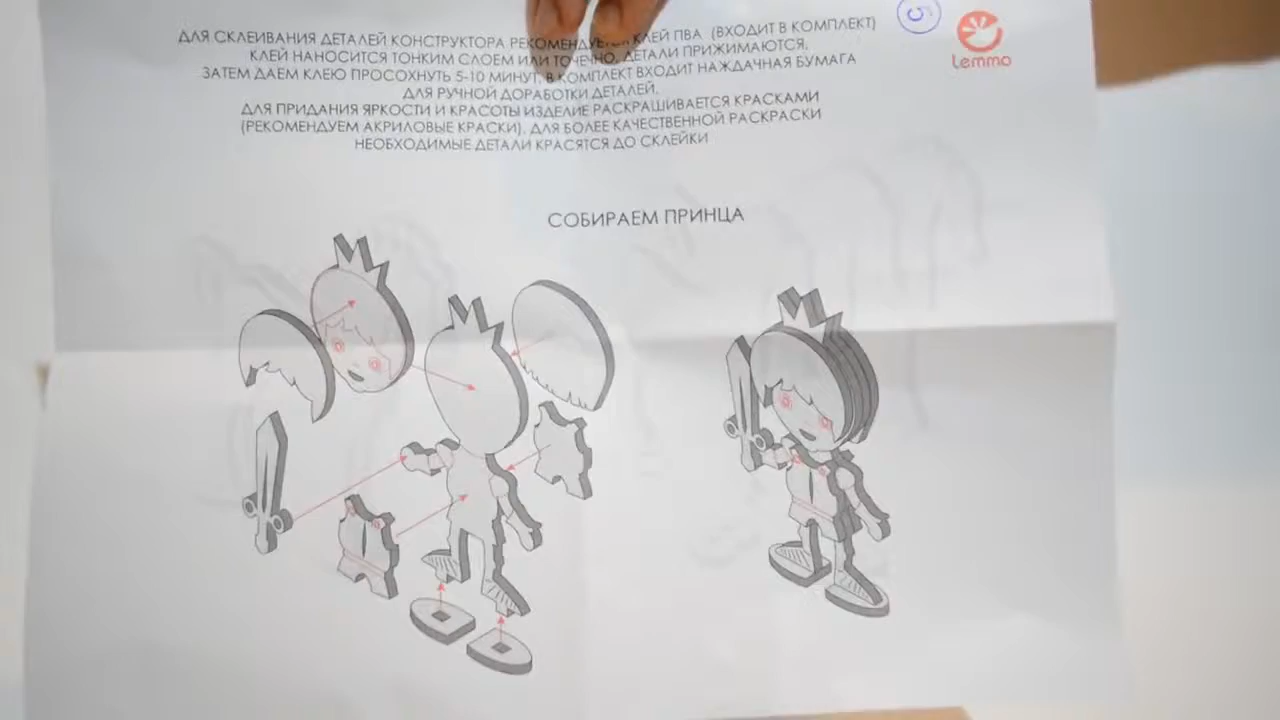 ДЛЯ СКЛЕИВАНИЯ ДЕТАЛЕЙ КОНСТРУКТОРА РЕКОМЕНДУЕТСЯ КЛЕЙ ПВА (ВХОДИТ В КОМПЛЕКТ)
КЛЕЙ НАНОСИТСЯ ТОНКИМ СЛОЕМ ИЛИ ТОЧЕЧНО, ДЕТАЛИ ПРИЖИМАЮТСЯ,
ЗАТЕМ ДАЕМ КЛЕЮ ПРОСОХНУТЬ 5-10 МИНУТ. В КОМПЛЕКТ ВХОДИТ НАЖДАЧНАЯ БУМАГА
ДЛЯ РУЧНОЙ ДОРАБОТКИ ДЕТАЛЕЙ.
ДЛЯ ПРИДАНИЯ ЯРКОСТИ И КРАСОТЫ ИЗДЕЛИЕ РАСКРАШИВАЕТСЯ КРАСКАМИ
(РЕКОМЕНДУЕМ АКРИЛОВЫЕ КРАСКИ). ДЛЯ БОЛЕЕ КАЧЕСТВЕННОЙ РАСКРАСКИ
НЕОБХОДИМЫЕ ДЕТАЛИ КРАСЯТСЯ ДО СКЛЕЙКИ
Lemmo
СОБИРАЕМ ПРИНЦА